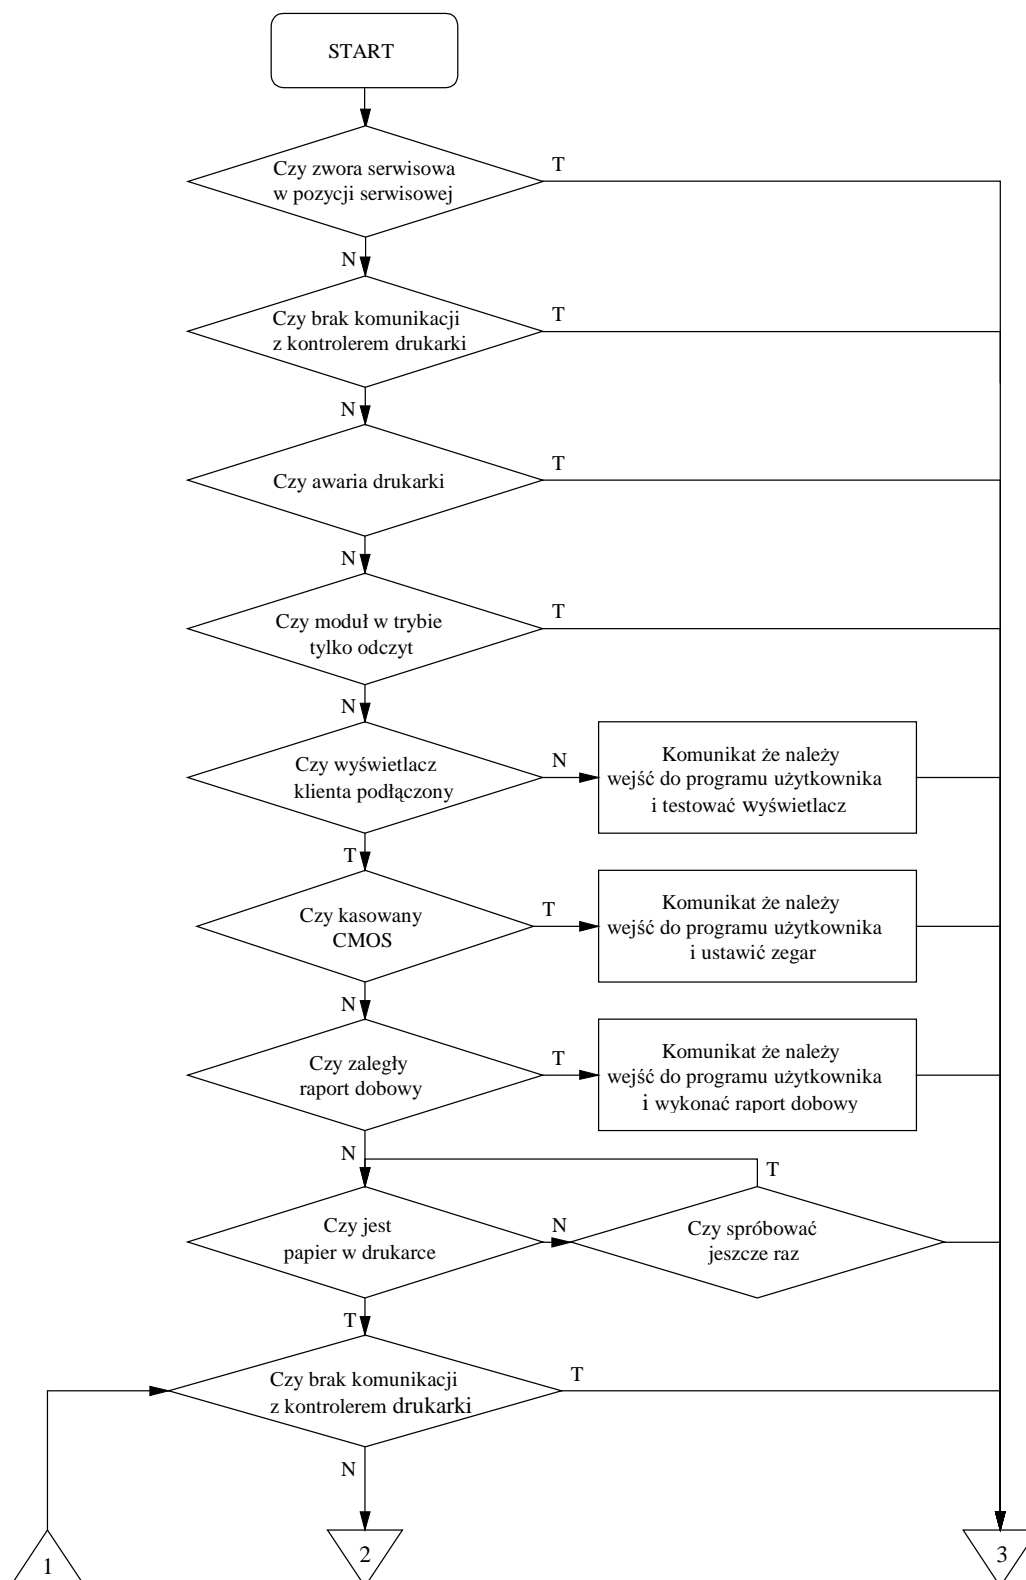 START
Czy zwora serwisowa
w pozycji serwisowej
T
N
Czy brak komunikacji
z kontrolerem drukarki
T
N
Czy awaria drukarki
T
N
Czy moduł w trybie
tylko odczyt
T
N
Czy wyświetlacz
klienta podłączony
N
Komunikat że należy
wejść do programu użytkownika
i testować wyświetlacz
T
Czy kasowany
CMOS
T
Komunikat że należy
wejść do programu użytkownika
i ustawić zegar
N
Czy zaległy
raport dobowy
T
Komunikat że należy
wejść do programu użytkownika
i wykonać raport dobowy
N
T
Czy jest
papier w drukarce
N
Czy spróbować
jeszcze raz
T
Czy brak komunikacji
z kontrolerem drukarki
T
N
1
2
3